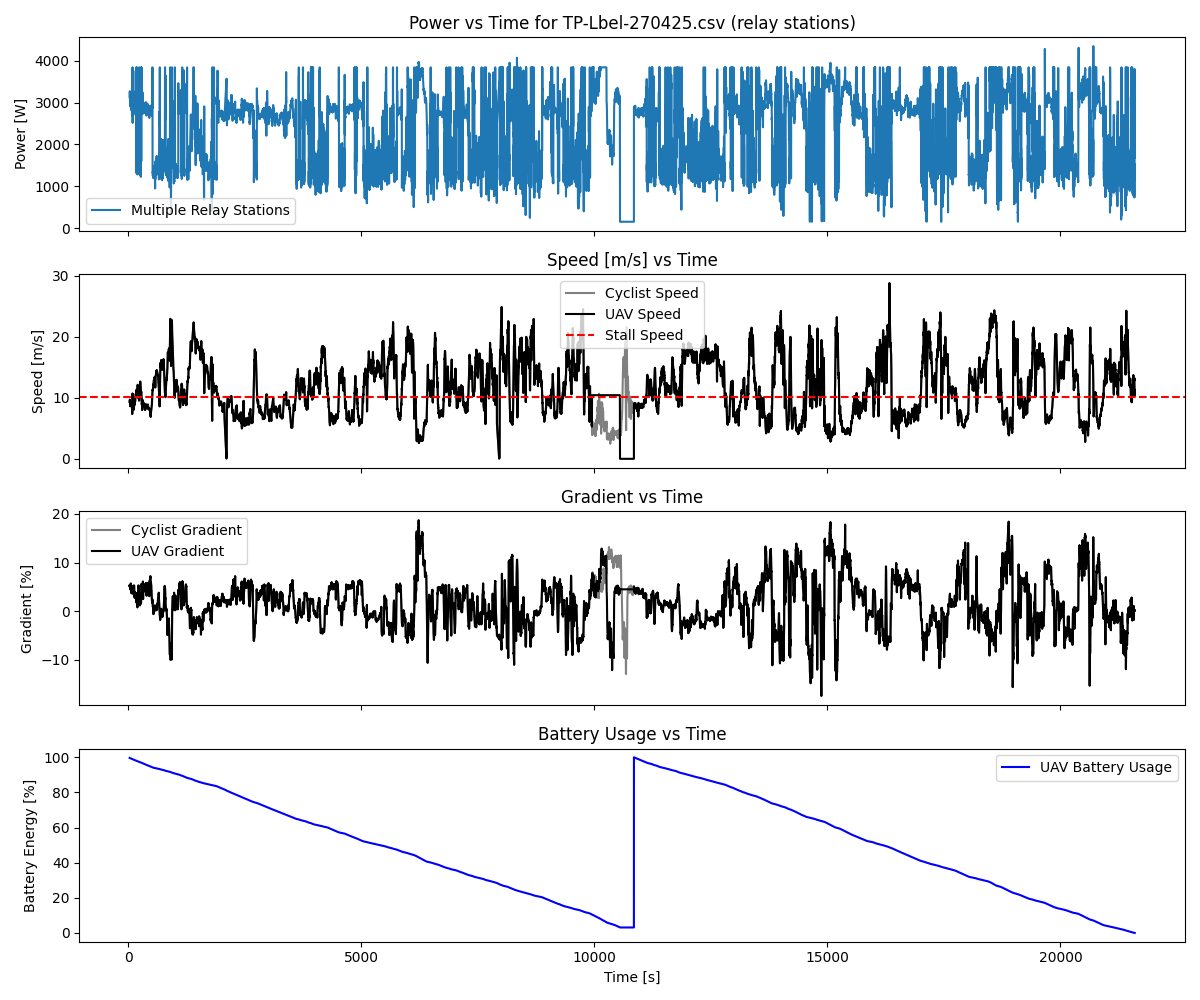 Power vs Time for TP-Lbel-270425.csv (relay stations)
Power [W]
4000
3000
2000
1000
0
Multiple Relay Stations
Speed [m/s] vs Time
Speed [m/s]
30
20
10
0
Cyclist Speed
UAV Speed
Stall Speed
Gradient vs Time
Gradient [%]
20
10
0
−10
Cyclist Gradient
UAV Gradient
Battery Usage vs Time
Battery Energy [%]
100
80
60
40
20
0
UAV Battery Usage
0 5000 10000 15000 20000
Time [s]